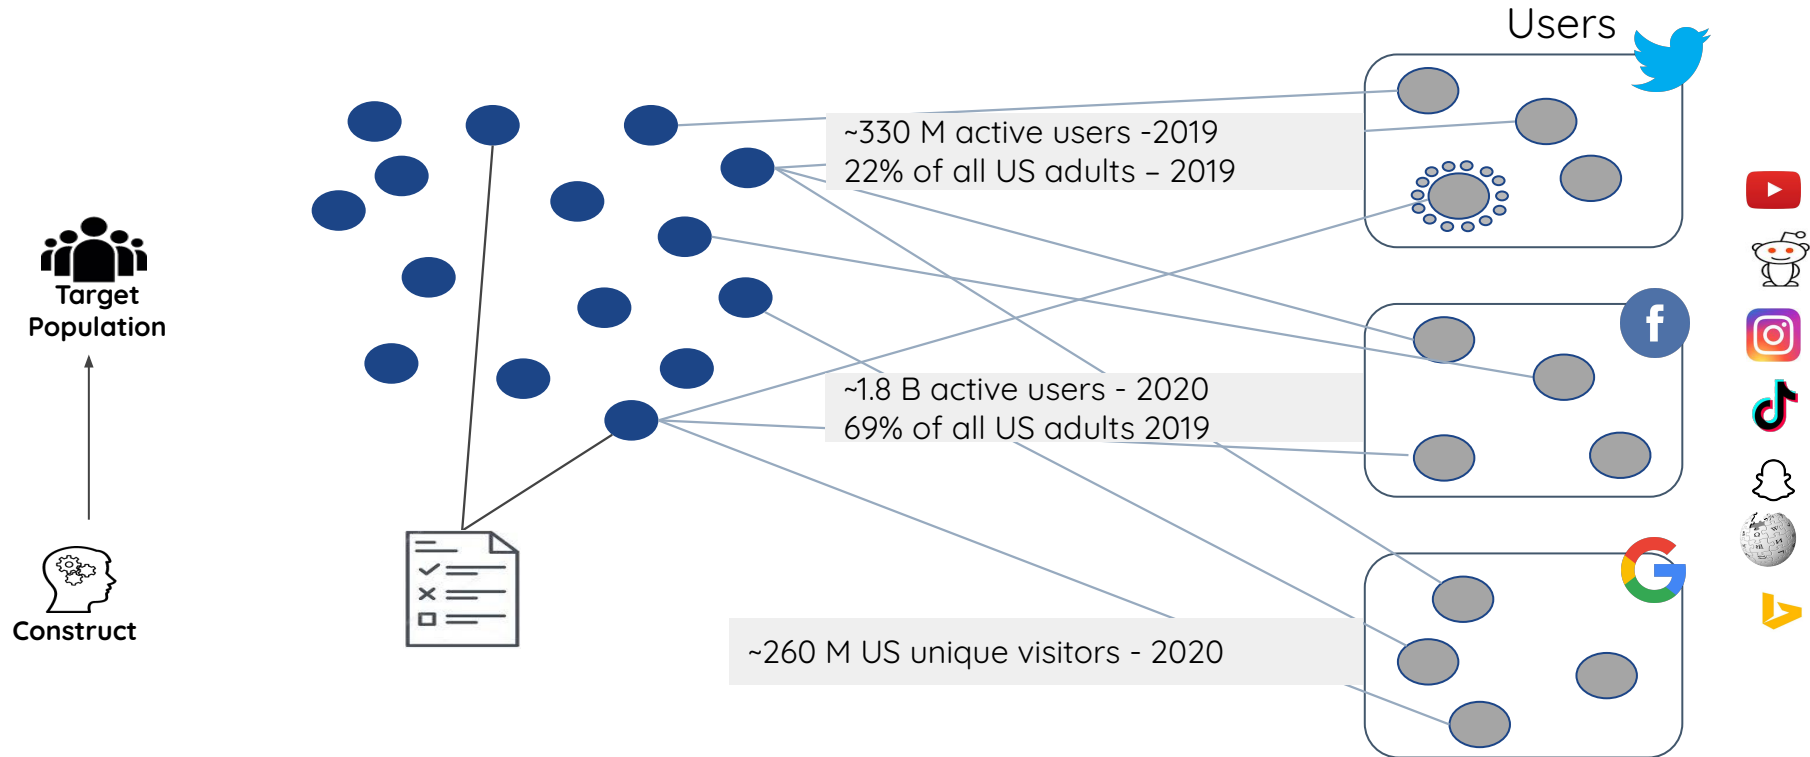 Users
~330 M active users -2019
22% of all US adults – 2019
Target
Population
~1.8 B active users - 2020
69% of all US adults 2019
Construct
~260 M US unique visitors - 2020